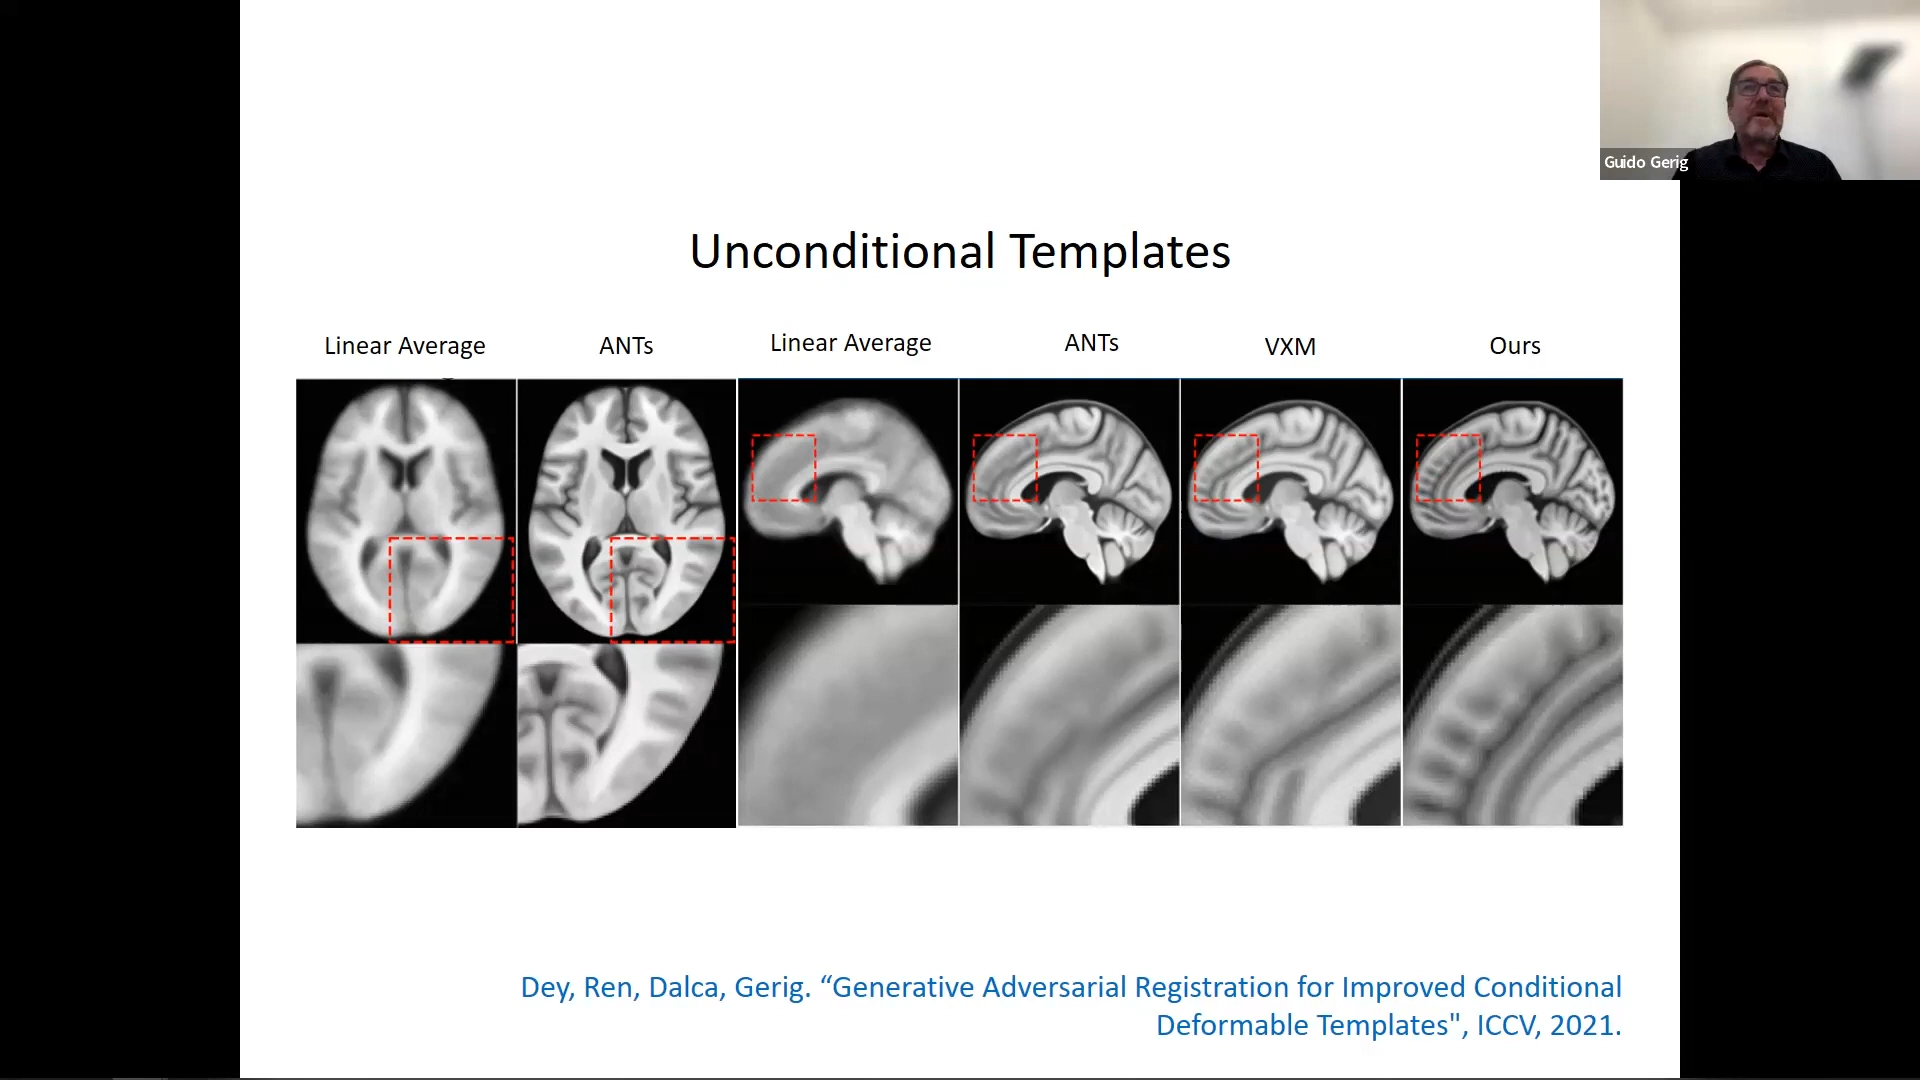 Guido Gerig
Unconditional Templates
Linear Average
ANTs
Linear Average
ANTs
VXM
Ours
Dey, Ren, Dalca, Gerig. “Generative Adversarial Registration for Improved Conditional
Deformable Templates", ICCV, 2021.